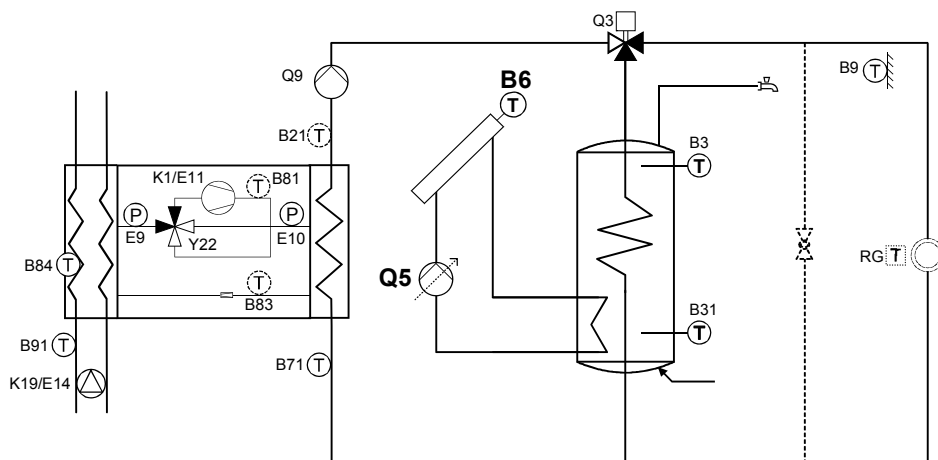 Q3
Q9
B6
T
B9 T
B21 T
B3
T
K1/E11
T B81
P
P
E9
Y22
E10
RG T
B84 T
Q5
T
B83
B31
T
B91 T
B71 T
K19/E14